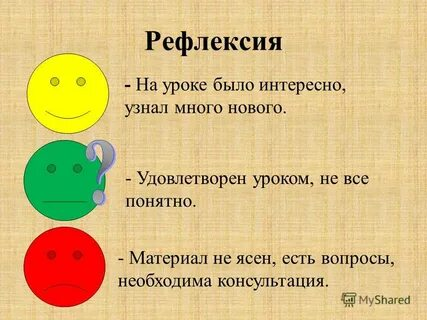 Рефлексия
- На уроке было интересно,
узнал много нового.
?
- Удовлетворен уроком, не все
понятно.
- Материал не ясен, есть вопросы,
необходима консультация.
MyShared